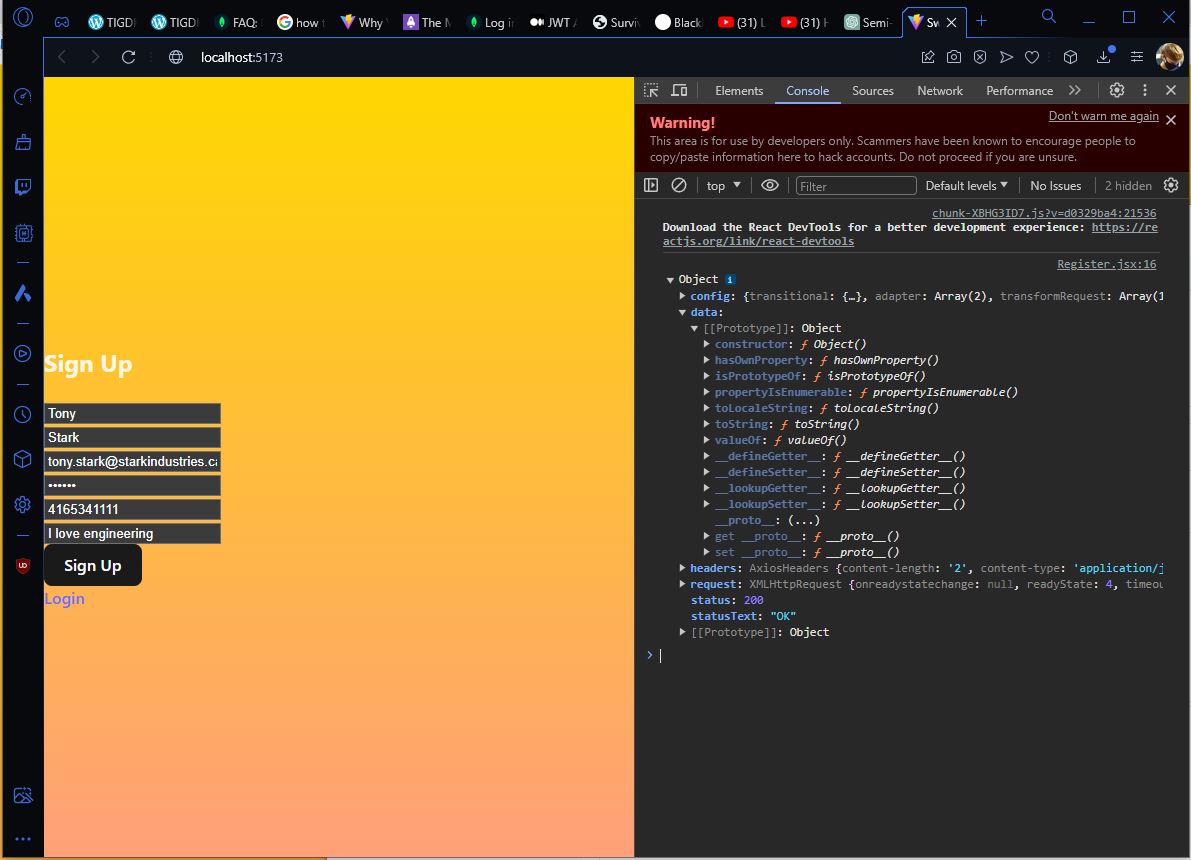 TIGDI
TIGDI
FAQ:
how t
Why
The M
Log in
JWT A
Survi
Black
(31) L
(31) H
Semi-
Sw
localhost:5173
Elements Console Sources Network Performance
Warning! Don't warn me again
This area is for use by developers only. Scammers have been known to encourage people to
copy/paste information here to hack accounts. Do not proceed if you are unsure.
top Filter Default levels No Issues 2 hidden
chunk-XBHG3ID7.js?v=d0329ba4:21536
Download the React DevTools for a better development experience: https://re
actjs.org/link/react-devtools
Register.jsx:16
Object i
config: {transitional: {…}, adapter: Array(2), transformRequest: Array(1
data:
[[Prototype]]: Object
constructor: ƒ Object()
hasOwnProperty: ƒ hasOwnProperty()
isPrototypeOf: ƒ isPrototypeOf()
propertyIsEnumerable: ƒ propertyIsEnumerable()
toLocaleString: ƒ toLocaleString()
toString: ƒ toString()
valueOf: ƒ valueOf()
__defineGetter__: ƒ __defineGetter__()
__defineSetter__: ƒ __defineSetter__()
__lookupGetter__: ƒ __lookupGetter__()
__lookupSetter__: ƒ __lookupSetter__()
__proto__: (...)
get __proto__: ƒ __proto__()
set __proto__: ƒ __proto__()
headers: AxiosHeaders {content-length: '2', content-type: 'application/j
request: XMLHttpRequest {onreadystatechange: null, readyState: 4, timeou
status: 200
statusText: "OK"
[[Prototype]]: Object
Sign Up
Tony
Stark
tony.stark@starkindustries.ca
••••••
4165341111
I love engineering
Sign Up
Login